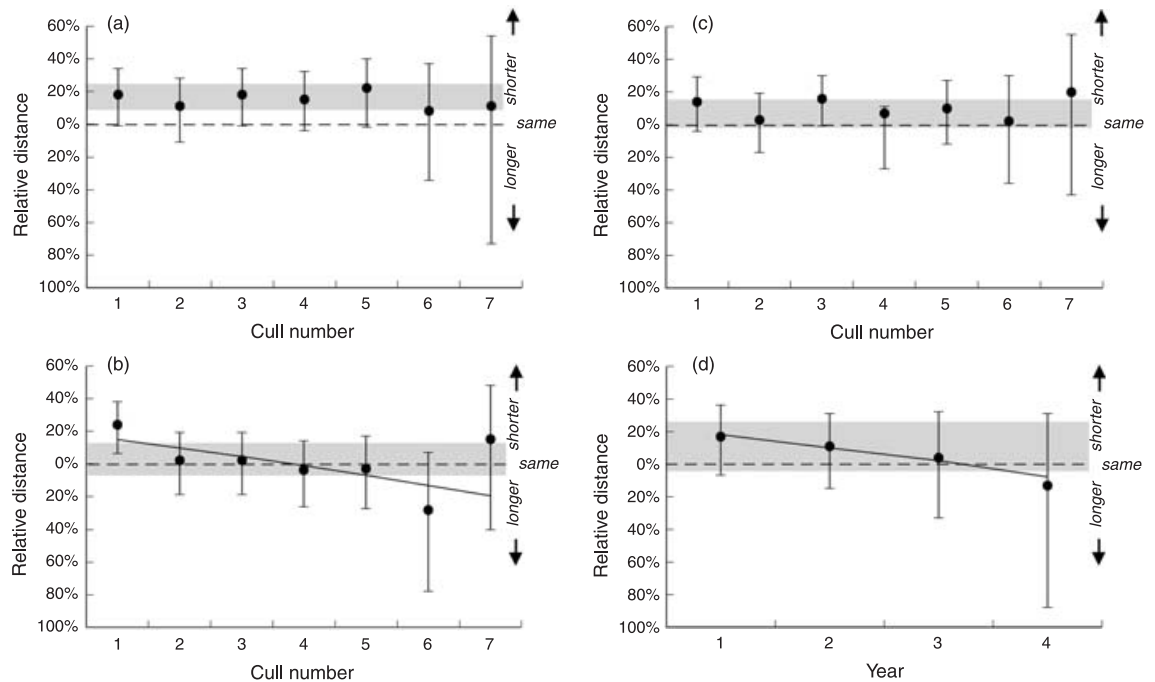 (a)
60%
40%
20%
0%
20%
40%
60%
80%
100%
Relative distance
shorter
same
longer
1 2 3 4 5 6 7
Cull number
(c)
60%
40%
20%
0%
20%
40%
60%
80%
100%
Relative distance
shorter
same
longer
1 2 3 4 5 6 7
Cull number
(b)
60%
40%
20%
0%
20%
40%
60%
80%
100%
Relative distance
shorter
same
longer
1 2 3 4 5 6 7
Cull number
(d)
60%
40%
20%
0%
20%
40%
60%
80%
100%
Relative distance
shorter
same
longer
1 2 3 4
Year